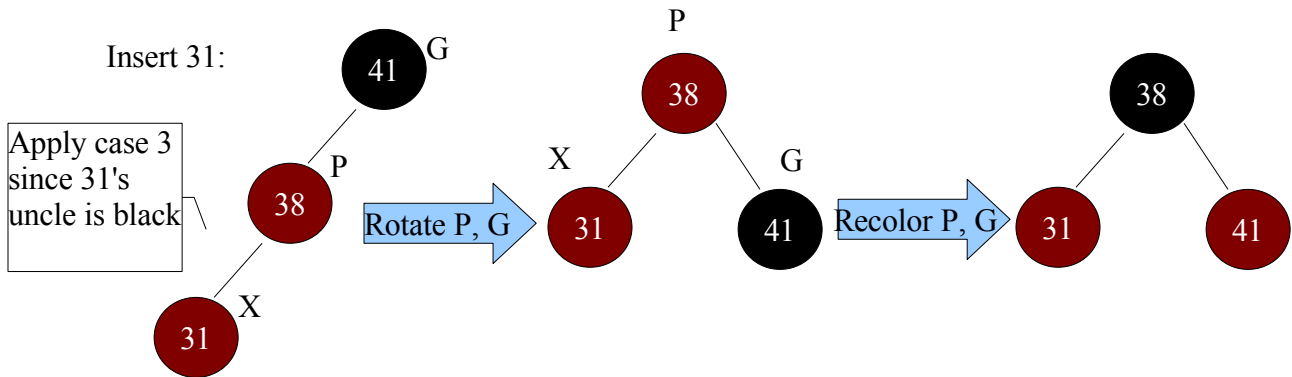 Insert 31:
Apply case 3
since 31's
uncle is black
41
G
38
P
31
X
Rotate P, G
P
38
X
31
G
41
Recolor P, G
38
31
41